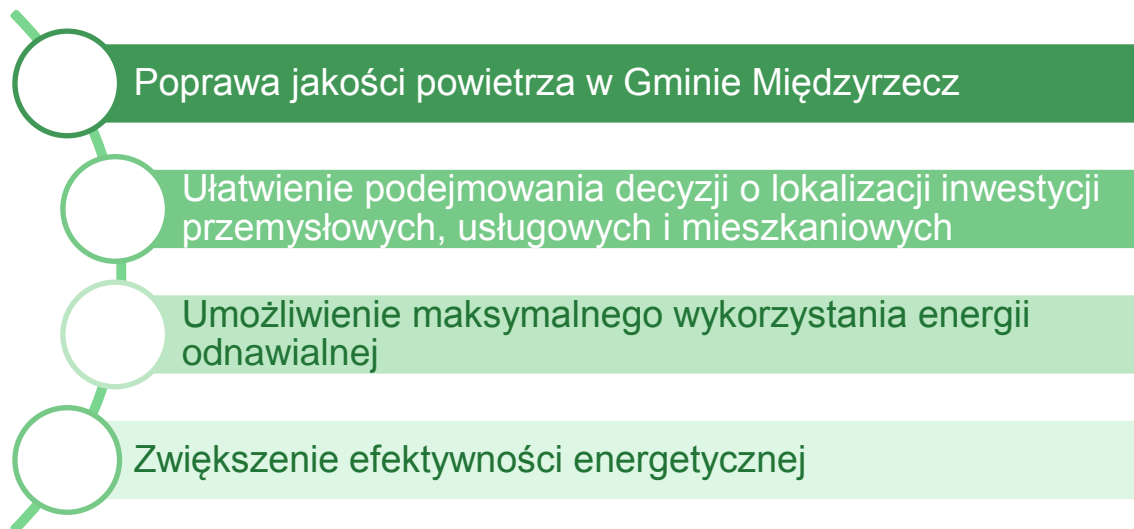 Poprawa jakości powietrza w Gminie Międzyrzecz
Ułatwienie podejmowania decyzji o lokalizacji inwestycji
przemysłowych, usługowych i mieszkaniowych
Umożliwienie maksymalnego wykorzystania energii
odnawialnej
Zwiększenie efektywności energetycznej